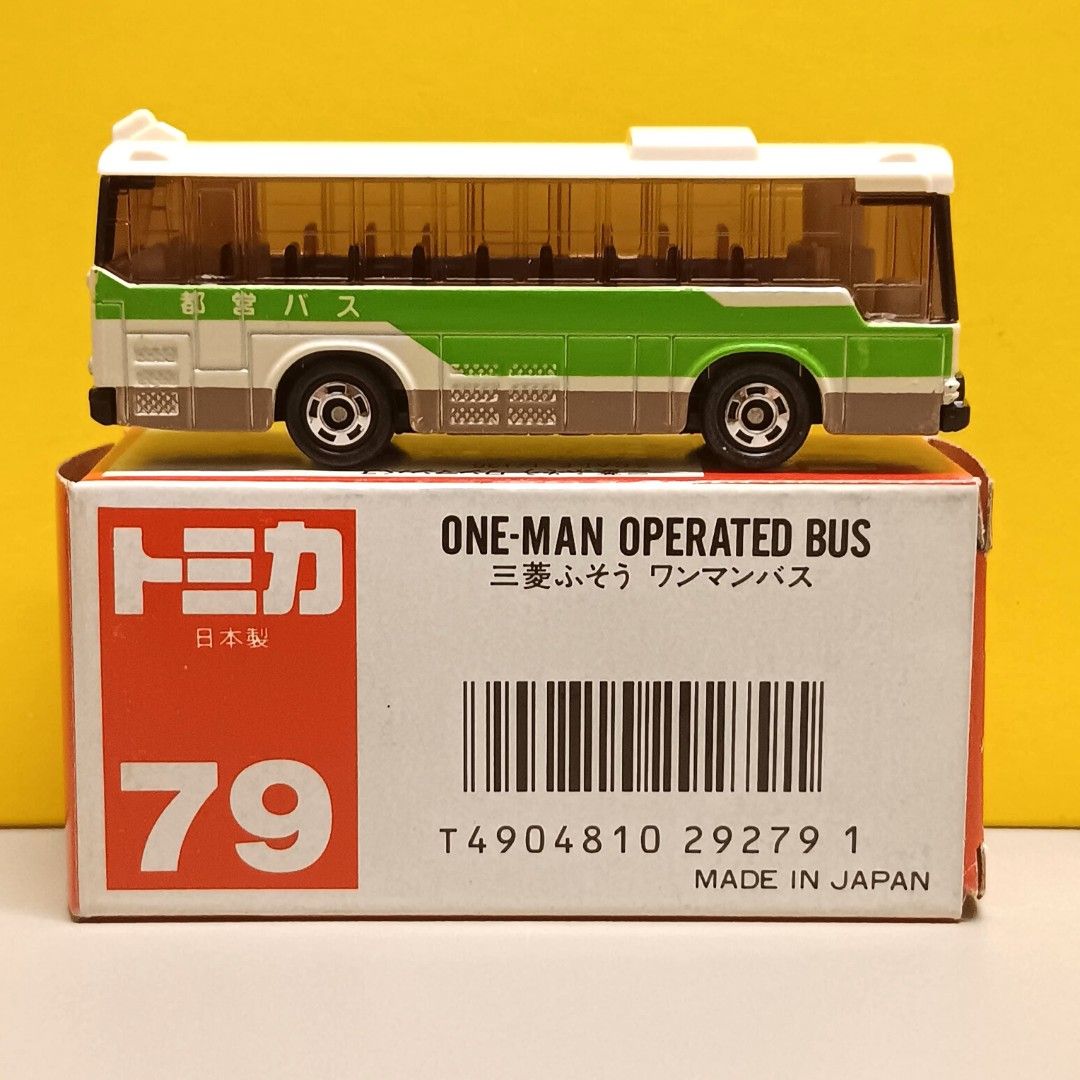 都営バス
トミカ
日本製
79
ONE-MAN OPERATED BUS
三菱ふそう ワンマンバス
T4904810 29279 1
MADE IN JAPAN